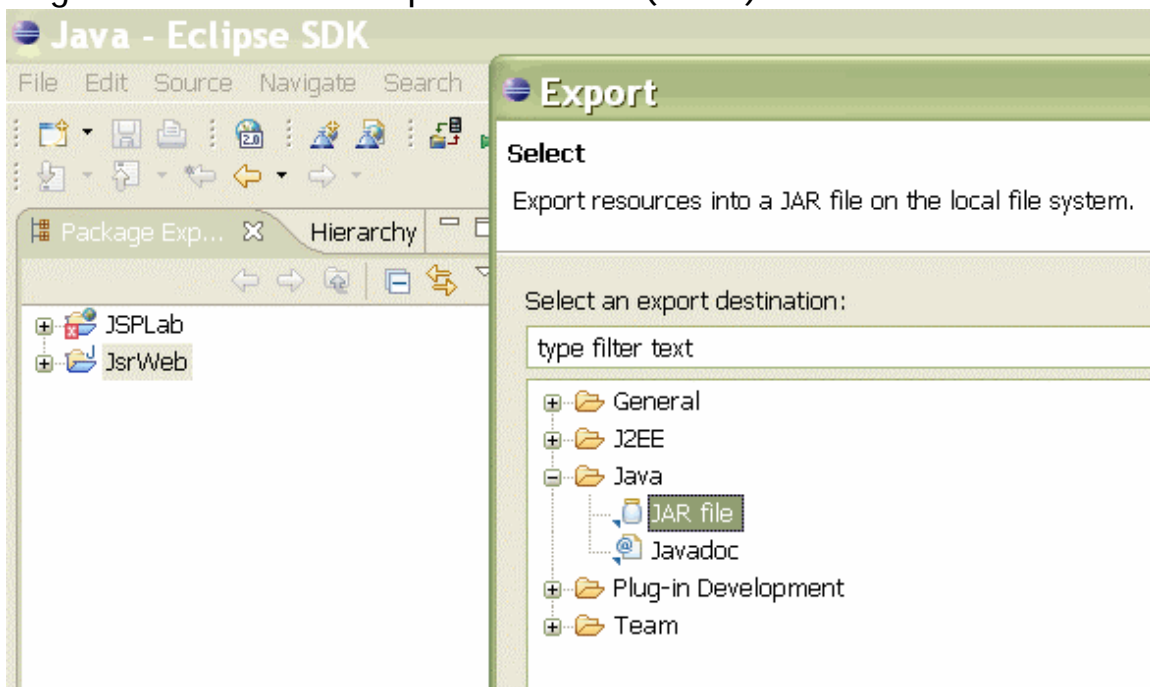 Java - Eclipse SDK
File Edit Source Navigate Search
Export
Select
Export resources into a JAR file on the local file system.
2.0
Package Exp... Hierarchy
JSPLab
JsrWeb
Select an export destination:
type filter text
General
J2EE
Java
JAR file
Javadoc
Plug-in Development
Team